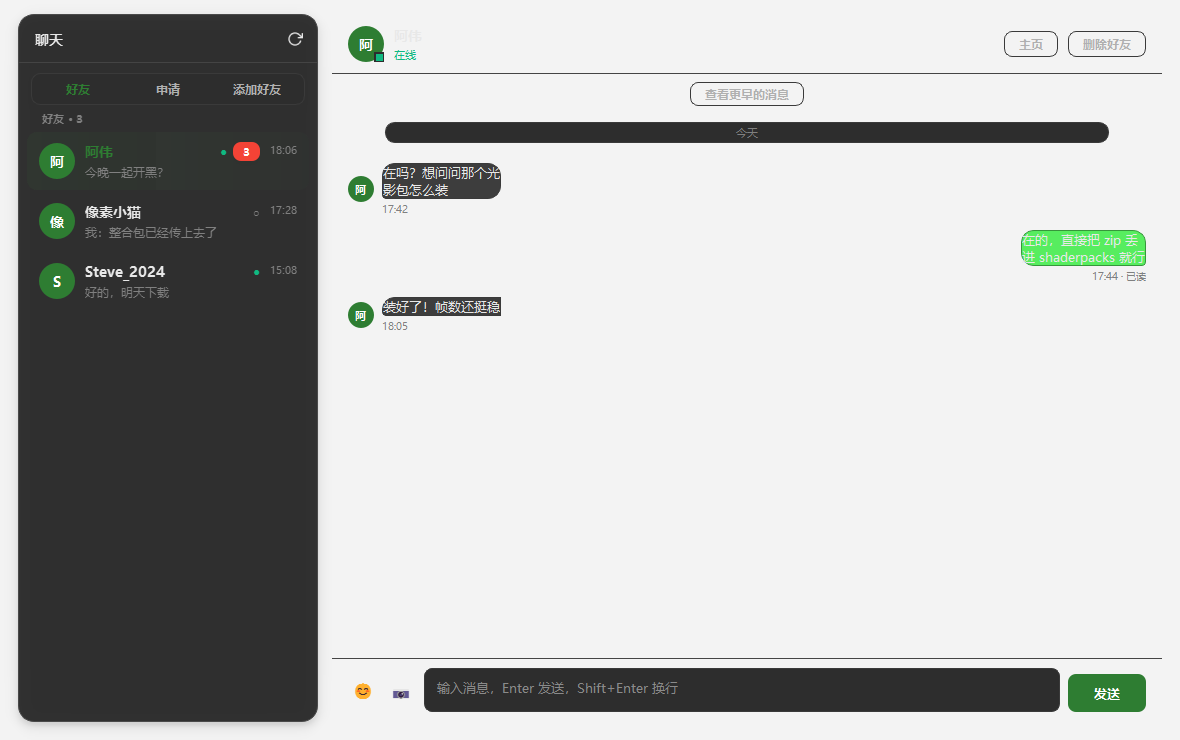 聊天
好友 申请 添加好友
好友 • 3
阿 阿伟 3 18:06
今晚一起开黑?
像 像素小猫 17:28
我: 整合包已经传上去了
S Steve_2024 15:08
好的，明天下载
阿 阿伟
在线
主页 删除好友
查看更早的消息
今天
在吗? 想问问那个光
影包怎么装
阿
17:42
在的，直接把 zip 丢
进 shaderpacks 就行
17:44 · 已读
阿 装好了! 帧数还挺稳
18:05
输入消息，Enter 发送，Shift+Enter 换行
发送